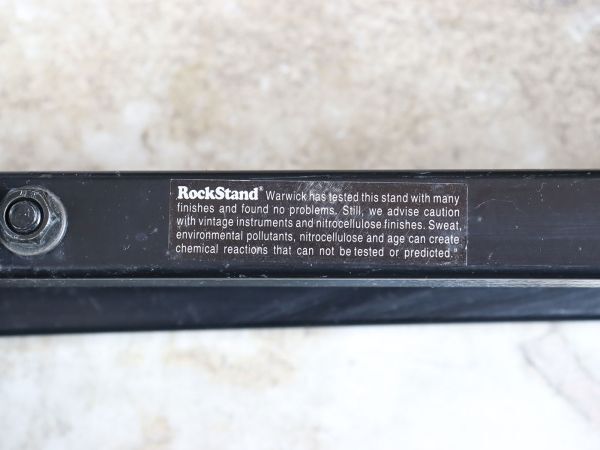 RockStand® Warwick has tested this stand with many
finishes and found no problems. Still, we advise caution
with vintage instruments and nitrocellulose finishes. Sweat,
environmental pollutants, nitrocellulose and age can create
chemical reactions that can not be tested or predicted."